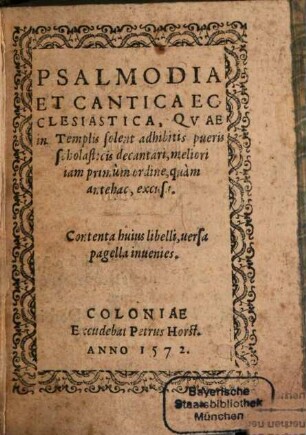 PSALMODIA
ET CANTICA EC
CLESIASTICA, QVAE
in Templis solent adhibitis pueris
scholasticis decantari, meliori
iam primùm ordine, quàm
antehac, excusa.
Contenta huius libelli, uersa
pagella inuenies.
COLONIAE
Excudebat Petrus Horst.
ANNO 1572.
Bayerische
Staatsbibliothek
München